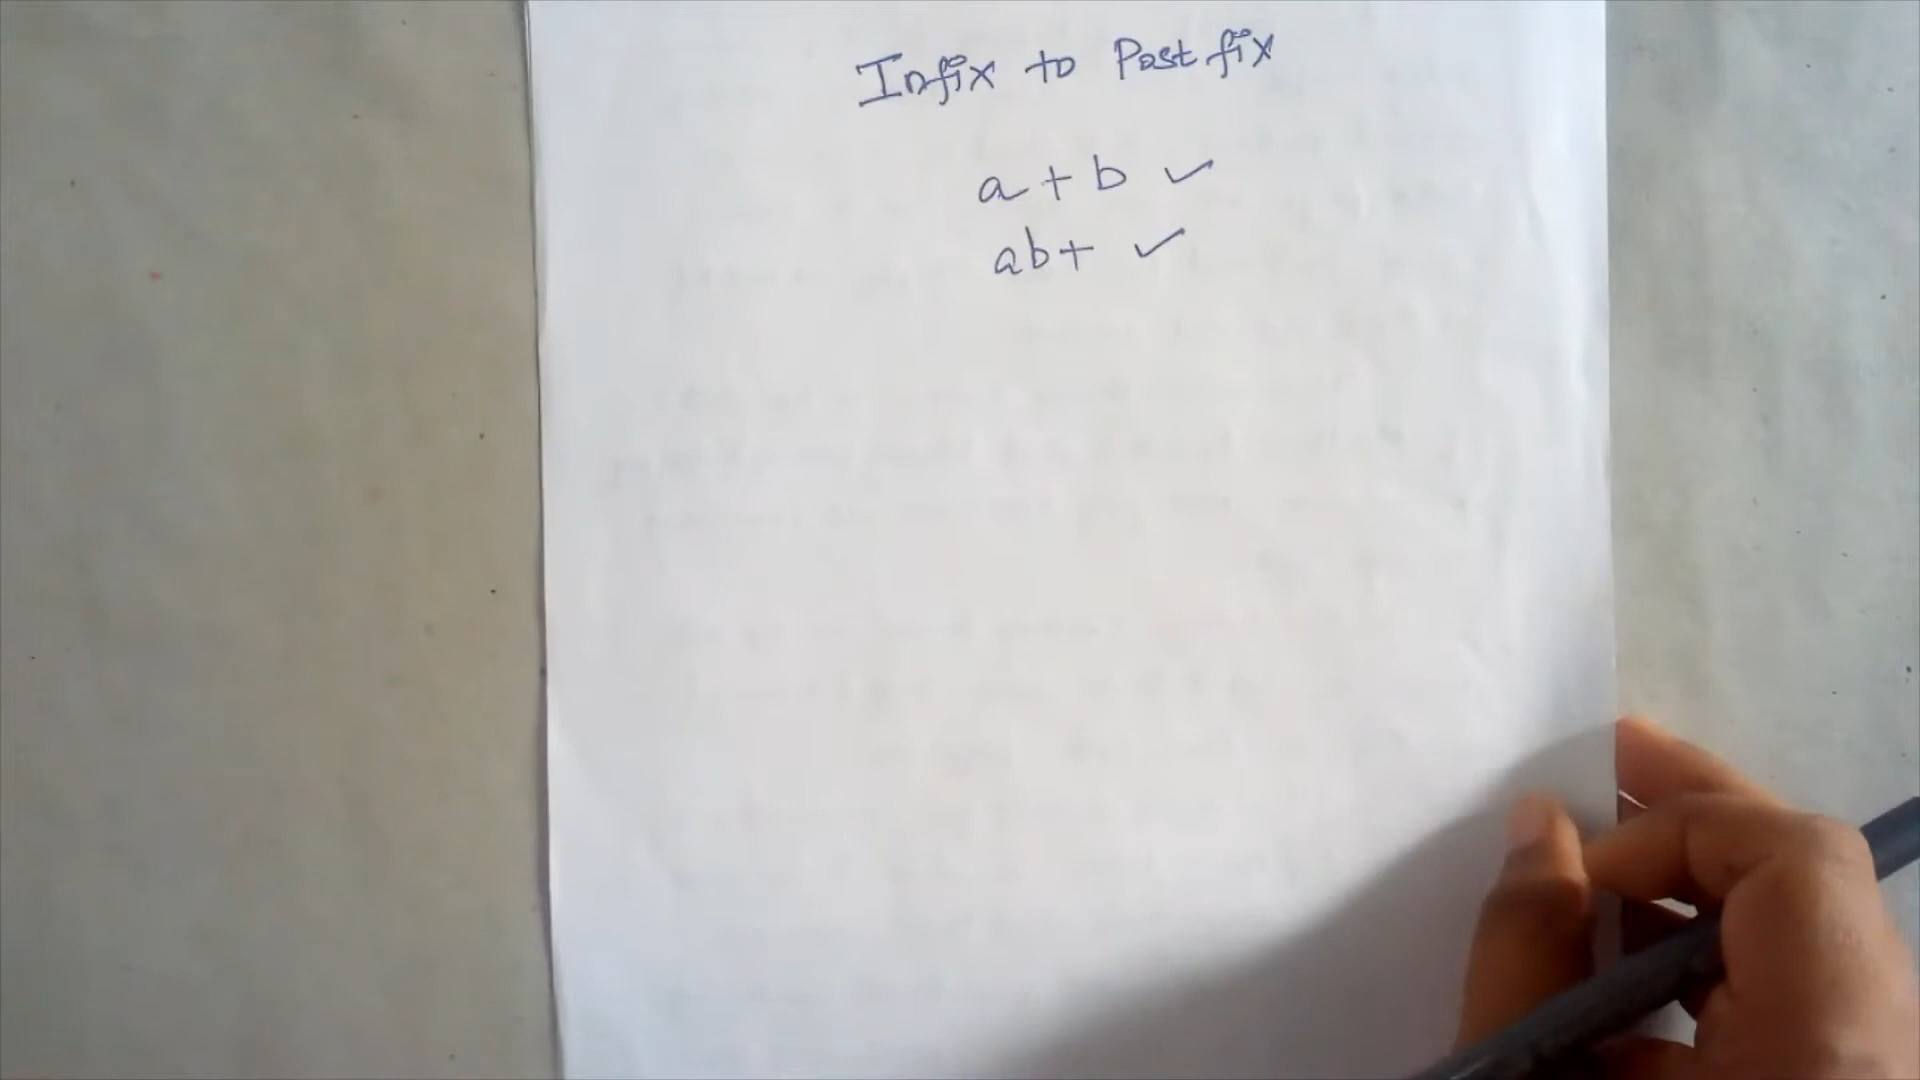 Infix to Postfix
a + b ✓
ab+ ✓